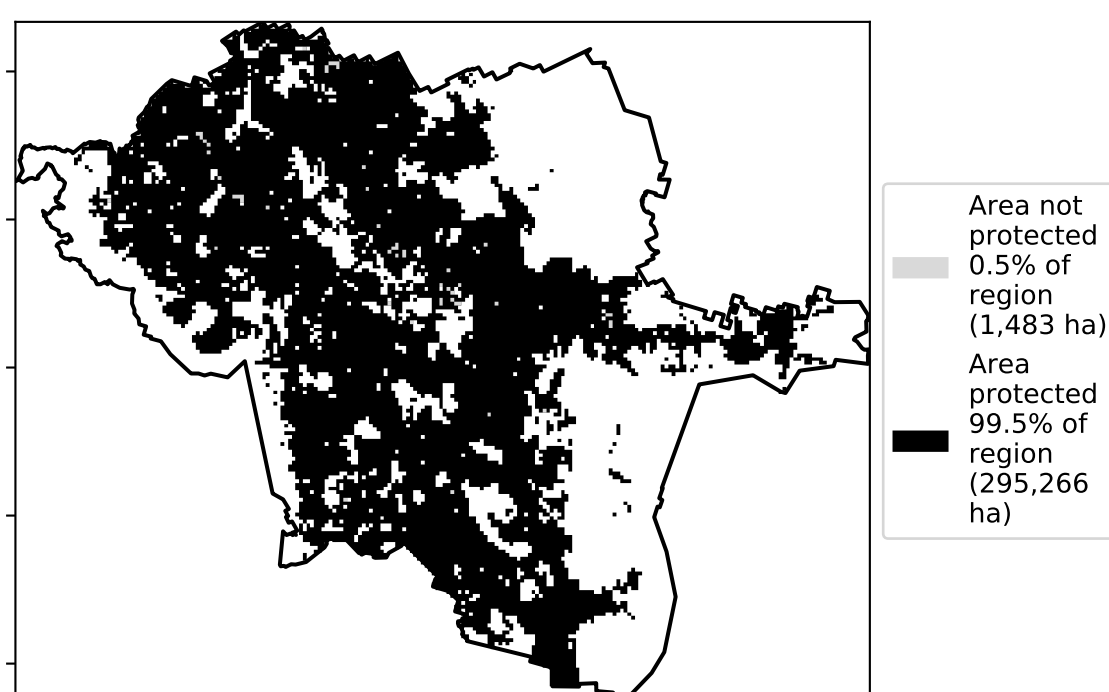 Area not
protected
0.5% of
region
(1,483 ha)
Area
protected
99.5% of
region
(295,266
ha)